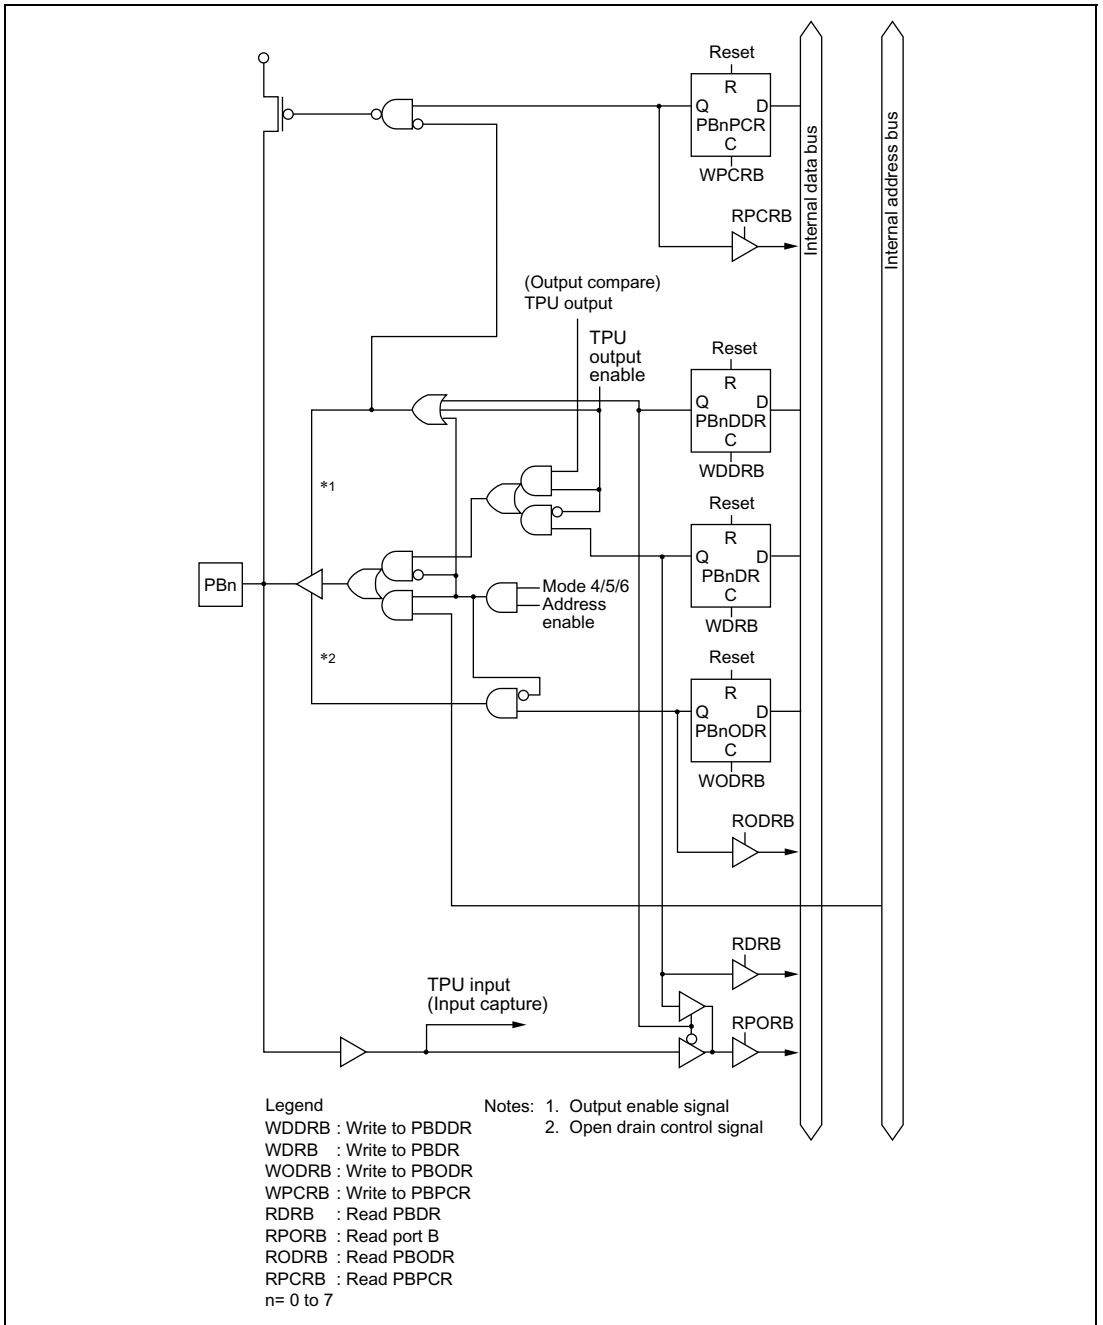 Reset
R
Q D
PBnPCR
C
WPCRB
RPCRB
Internal data bus
Internal address bus
(Output compare)
TPU output
TPU
output
enable
Reset
R
Q D
PBnDDR
C
WDDRB
*1
Reset
R
Q D
PBnDR
C
WDRB
PBn
Mode 4/5/6
Address
enable
*2
Reset
R
Q D
PBnODR
C
WODRB
RODRB
RDRB
TPU input
(Input capture)
RPORB
Legend
WDDRB : Write to PBDDR
WDRB : Write to PBDR
WODRB : Write to PBODR
WPCRB : Write to PBPCR
RDRB : Read PBDR
RPORB : Read port B
RODRB : Read PBODR
RPCRB : Read PBPCR
n= 0 to 7
Notes: 1. Output enable signal
2. Open drain control signal